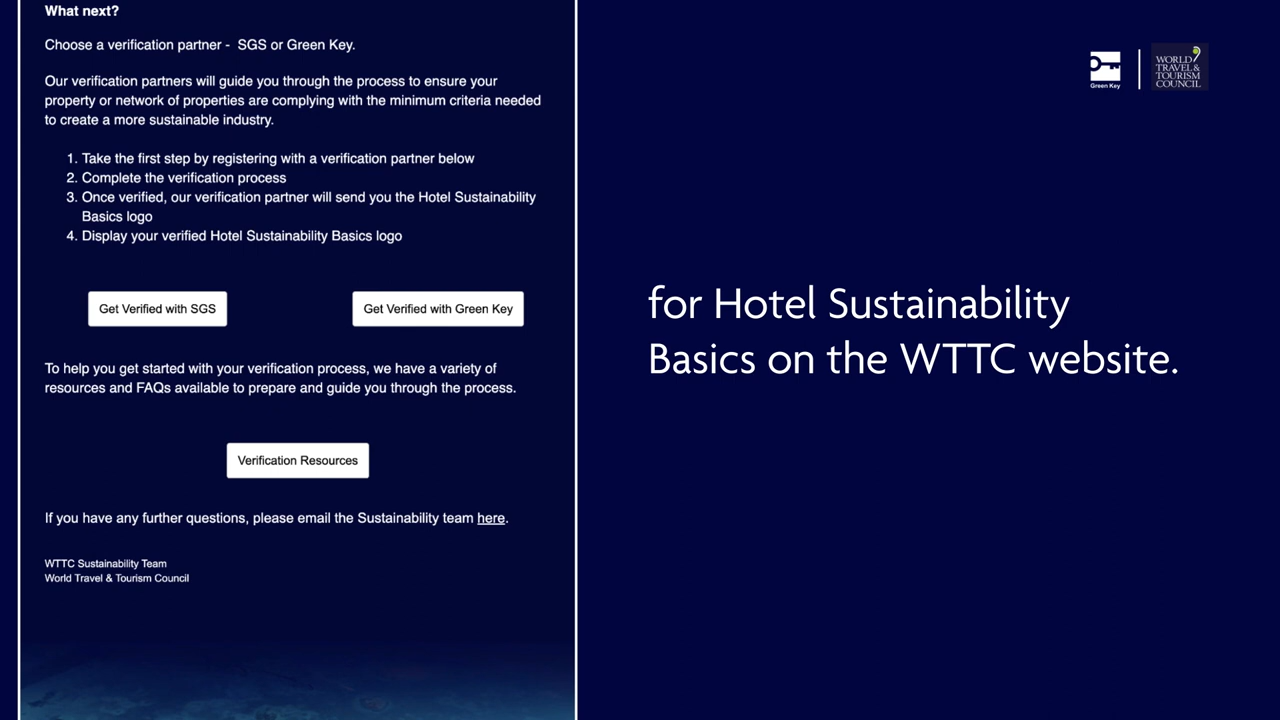 What next?
Choose a verification partner -  SGS or Green Key.
Our verification partners will guide you through the process to ensure your
property or network of properties are complying with the minimum criteria needed
to create a more sustainable industry.
1. Take the first step by registering with a verification partner below
2. Complete the verification process
3. Once verified, our verification partner will send you the Hotel Sustainability
Basics logo
4. Display your verified Hotel Sustainability Basics logo
Get Verified with SGS
Get Verified with Green Key
To help you get started with your verification process, we have a variety of
resources and FAQs available to prepare and guide you through the process.
Verification Resources
If you have any further questions, please email the Sustainability team here.
WTTC Sustainability Team
World Travel & Tourism Council
Green Key
WORLD
TRAVEL &
TOURISM
COUNCIL
for Hotel Sustainability
Basics on the WTTC website.